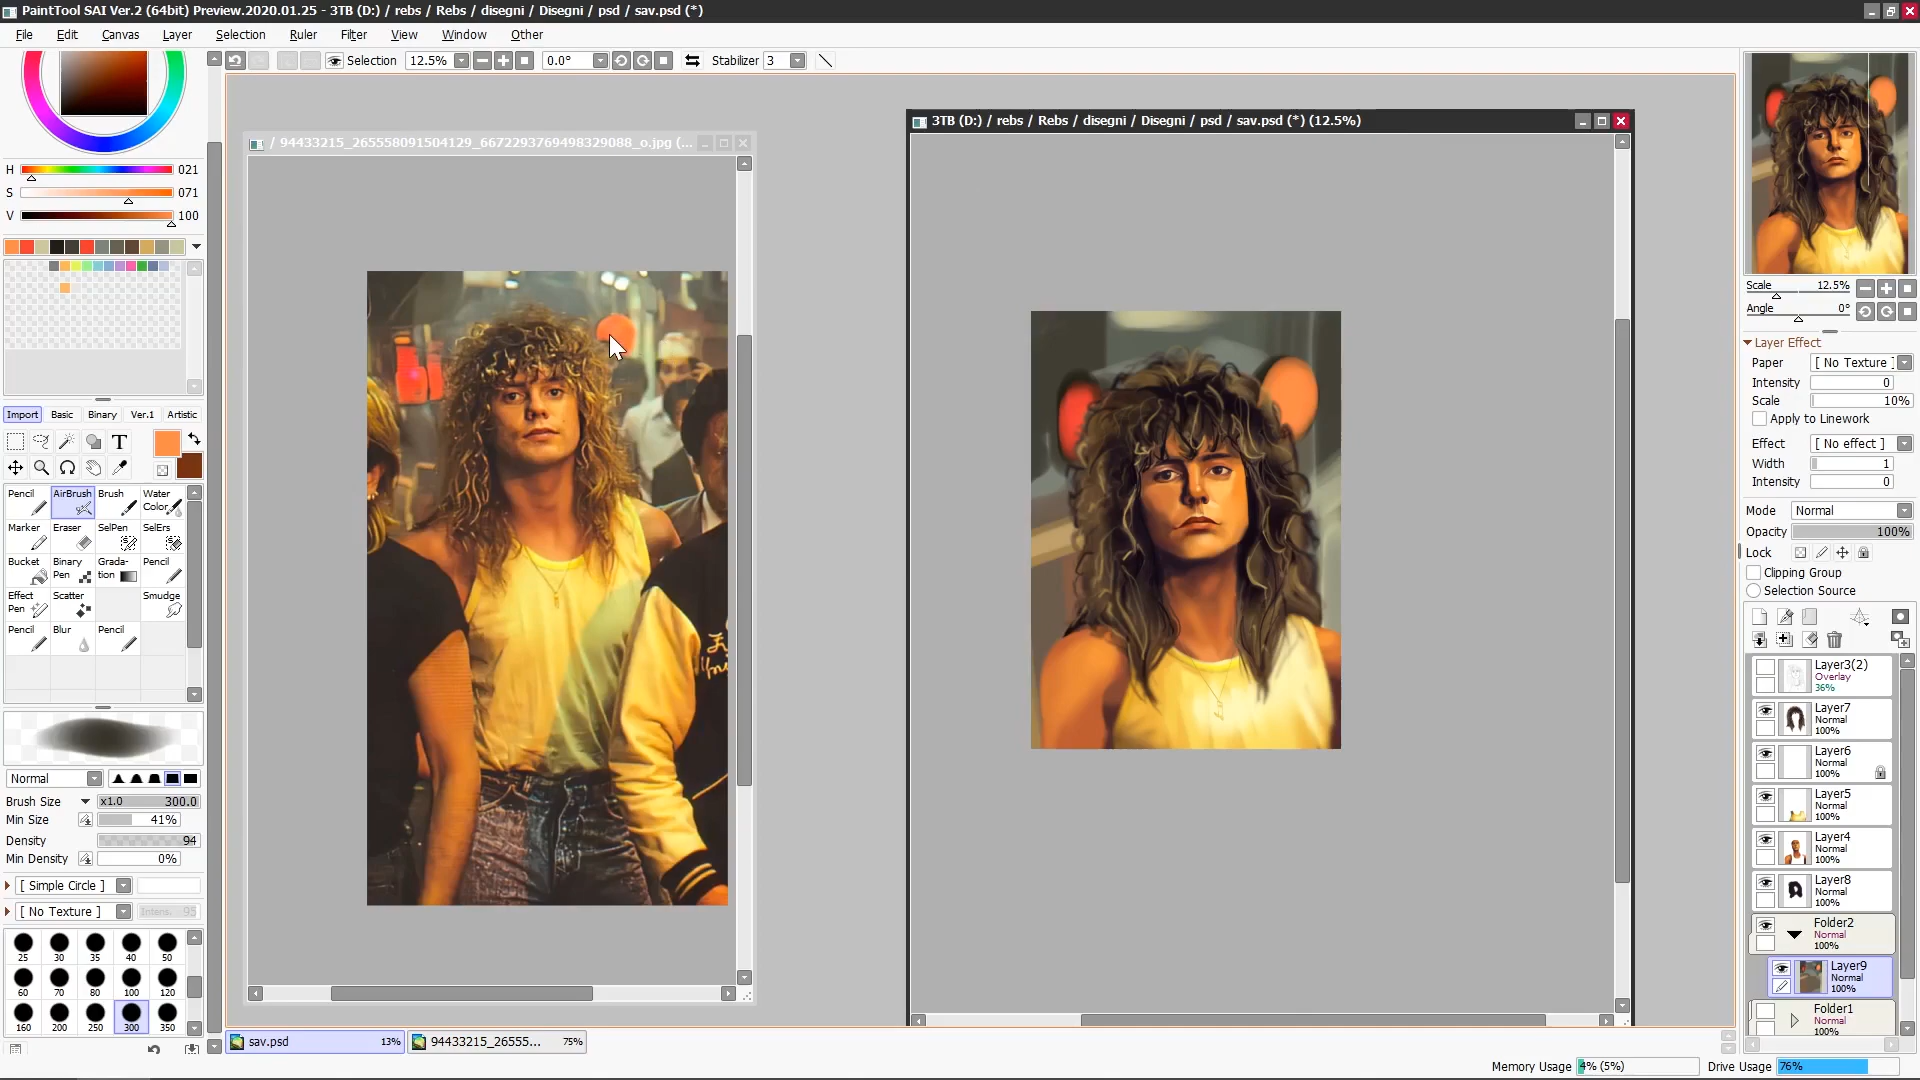 PaintTool SAI Ver.2 (64bit) Preview.2020.01.25 - 3TB (D:) / rebs / Rebs / disegni / Disegni / psd / sav.psd (*)
File Edit Canvas Layer Selection Ruler Filter View Window Other
Selection 12.5% 0.0° Stabilizer 3
/ 94433215_265558091504129_6672293769498329088_o.jpg (...
3TB (D:) / rebs / Rebs / disegni / Disegni / psd / sav.psd (*) (12.5%)
H 021
S 071
V 100
Import Basic Binary Ver.1 Artistic
T
Pencil AirBrush Brush Water Color
Marker Eraser SelPen SelErs
Bucket Binary Pen Grada-tion Pencil
Effect Pen Scatter Smudge
Pencil Blur Pencil
Normal
Brush Size x1.0 300.0
Min Size 41%
Density 94
Min Density 0%
[ Simple Circle ]
[ No Texture ] Intens. 95
25 30 35 40 50
60 70 80 100 120
160 200 250 300 350
sav.psd 13%
94433215_26555... 75%
Scale 12.5%
Angle 0°
Layer Effect
Paper [ No Texture ]
Intensity 0
Scale 10%
Apply to Linework
Effect [ No effect ]
Width 1
Intensity 0
Mode Normal
Opacity 100%
Lock
Clipping Group
Selection Source
Layer3(2)
Overlay
36%
Layer7
Normal
100%
Layer6
Normal
100%
Layer5
Normal
100%
Layer4
Normal
100%
Layer8
Normal
100%
Folder2
Normal
100%
Layer9
Normal
100%
Folder1
Normal
100%
Memory Usage 4% (5%) Drive Usage 76%